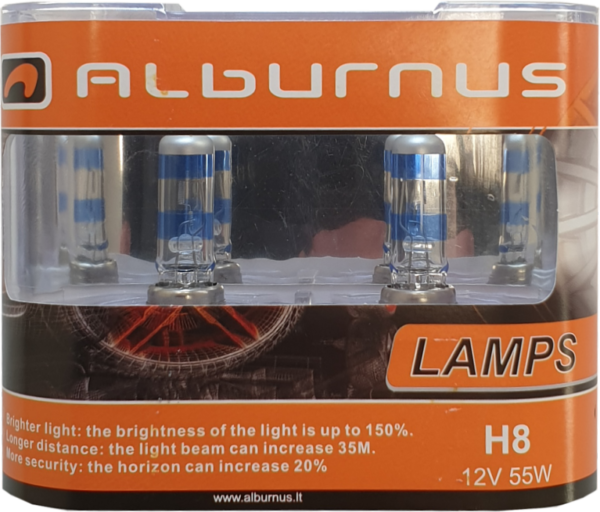 Alburnus
LAMPS
Brighter light: the brightness of the light is up to 150%.
Longer distance: the light beam can increase 35M.
More security: the horizon can increase 20%
H8
12V 55W
www.alburnus.lt